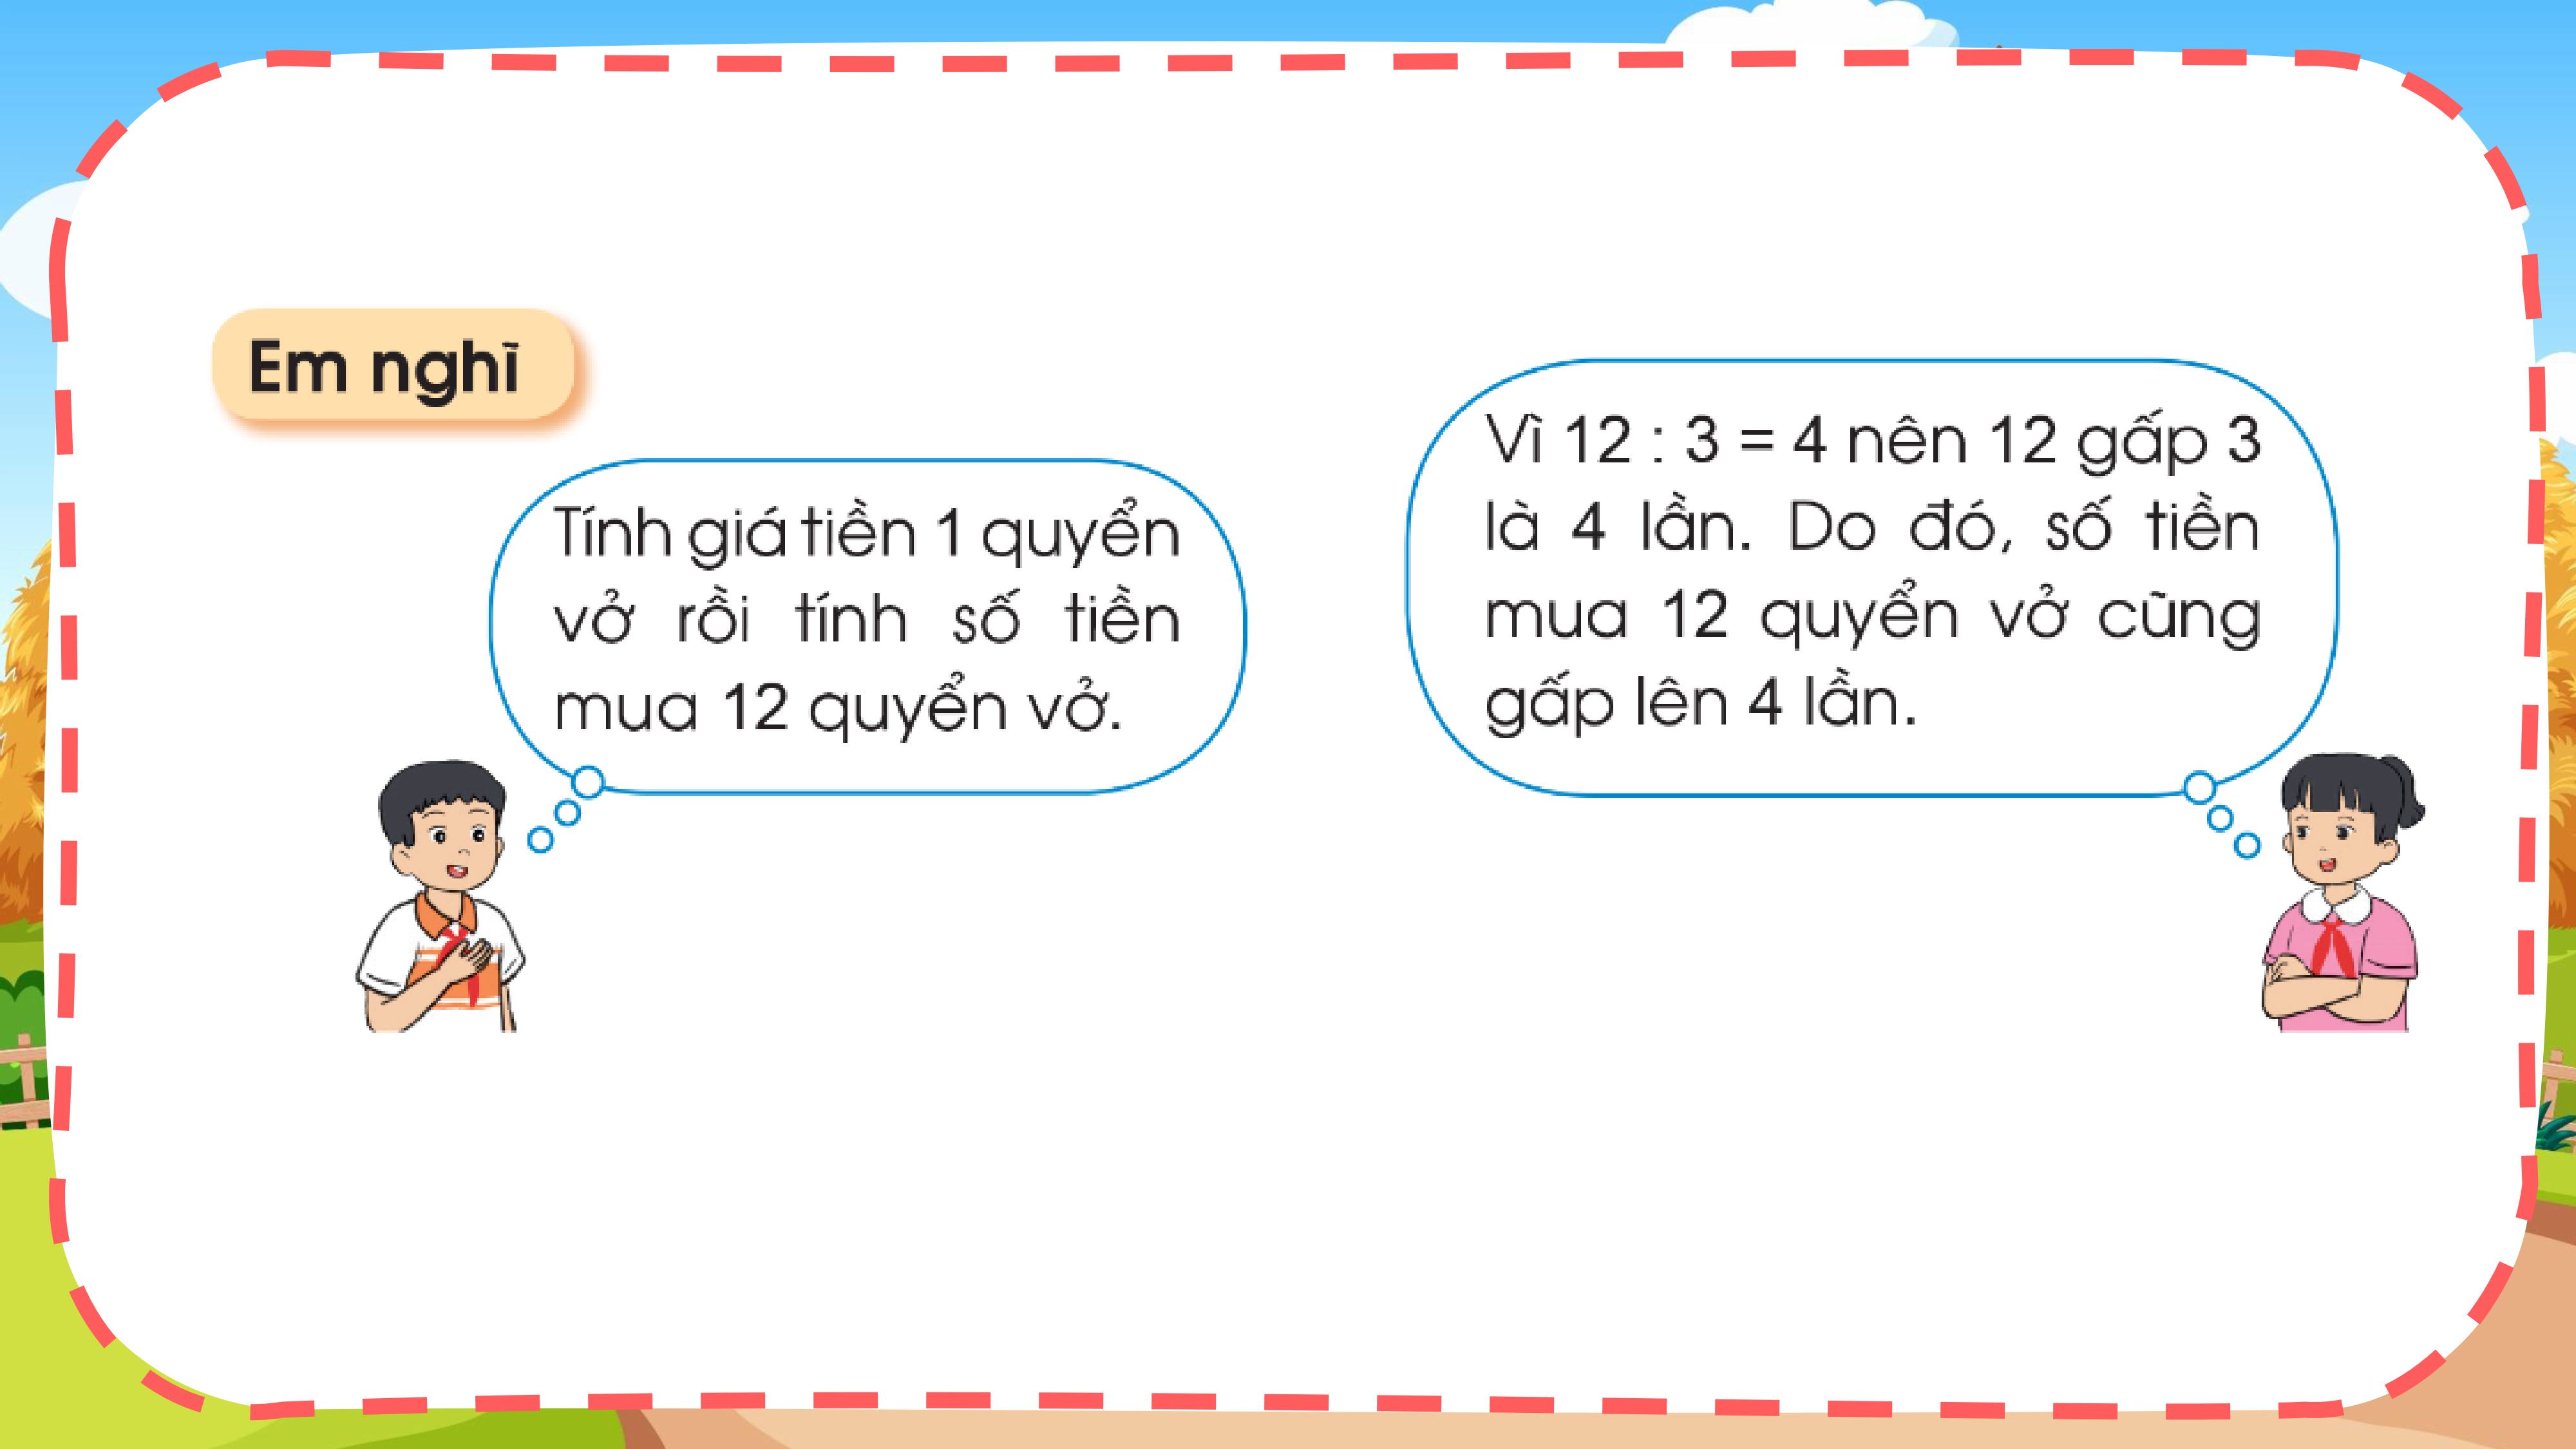 Em nghĩ
Tính giá tiền 1 quyển
vở rồi tính số tiền
mua 12 quyển vở.
Vì 12 : 3 = 4 nên 12 gấp 3
là 4 lần. Do đó, số tiền
mua 12 quyển vở cũng
gấp lên 4 lần.